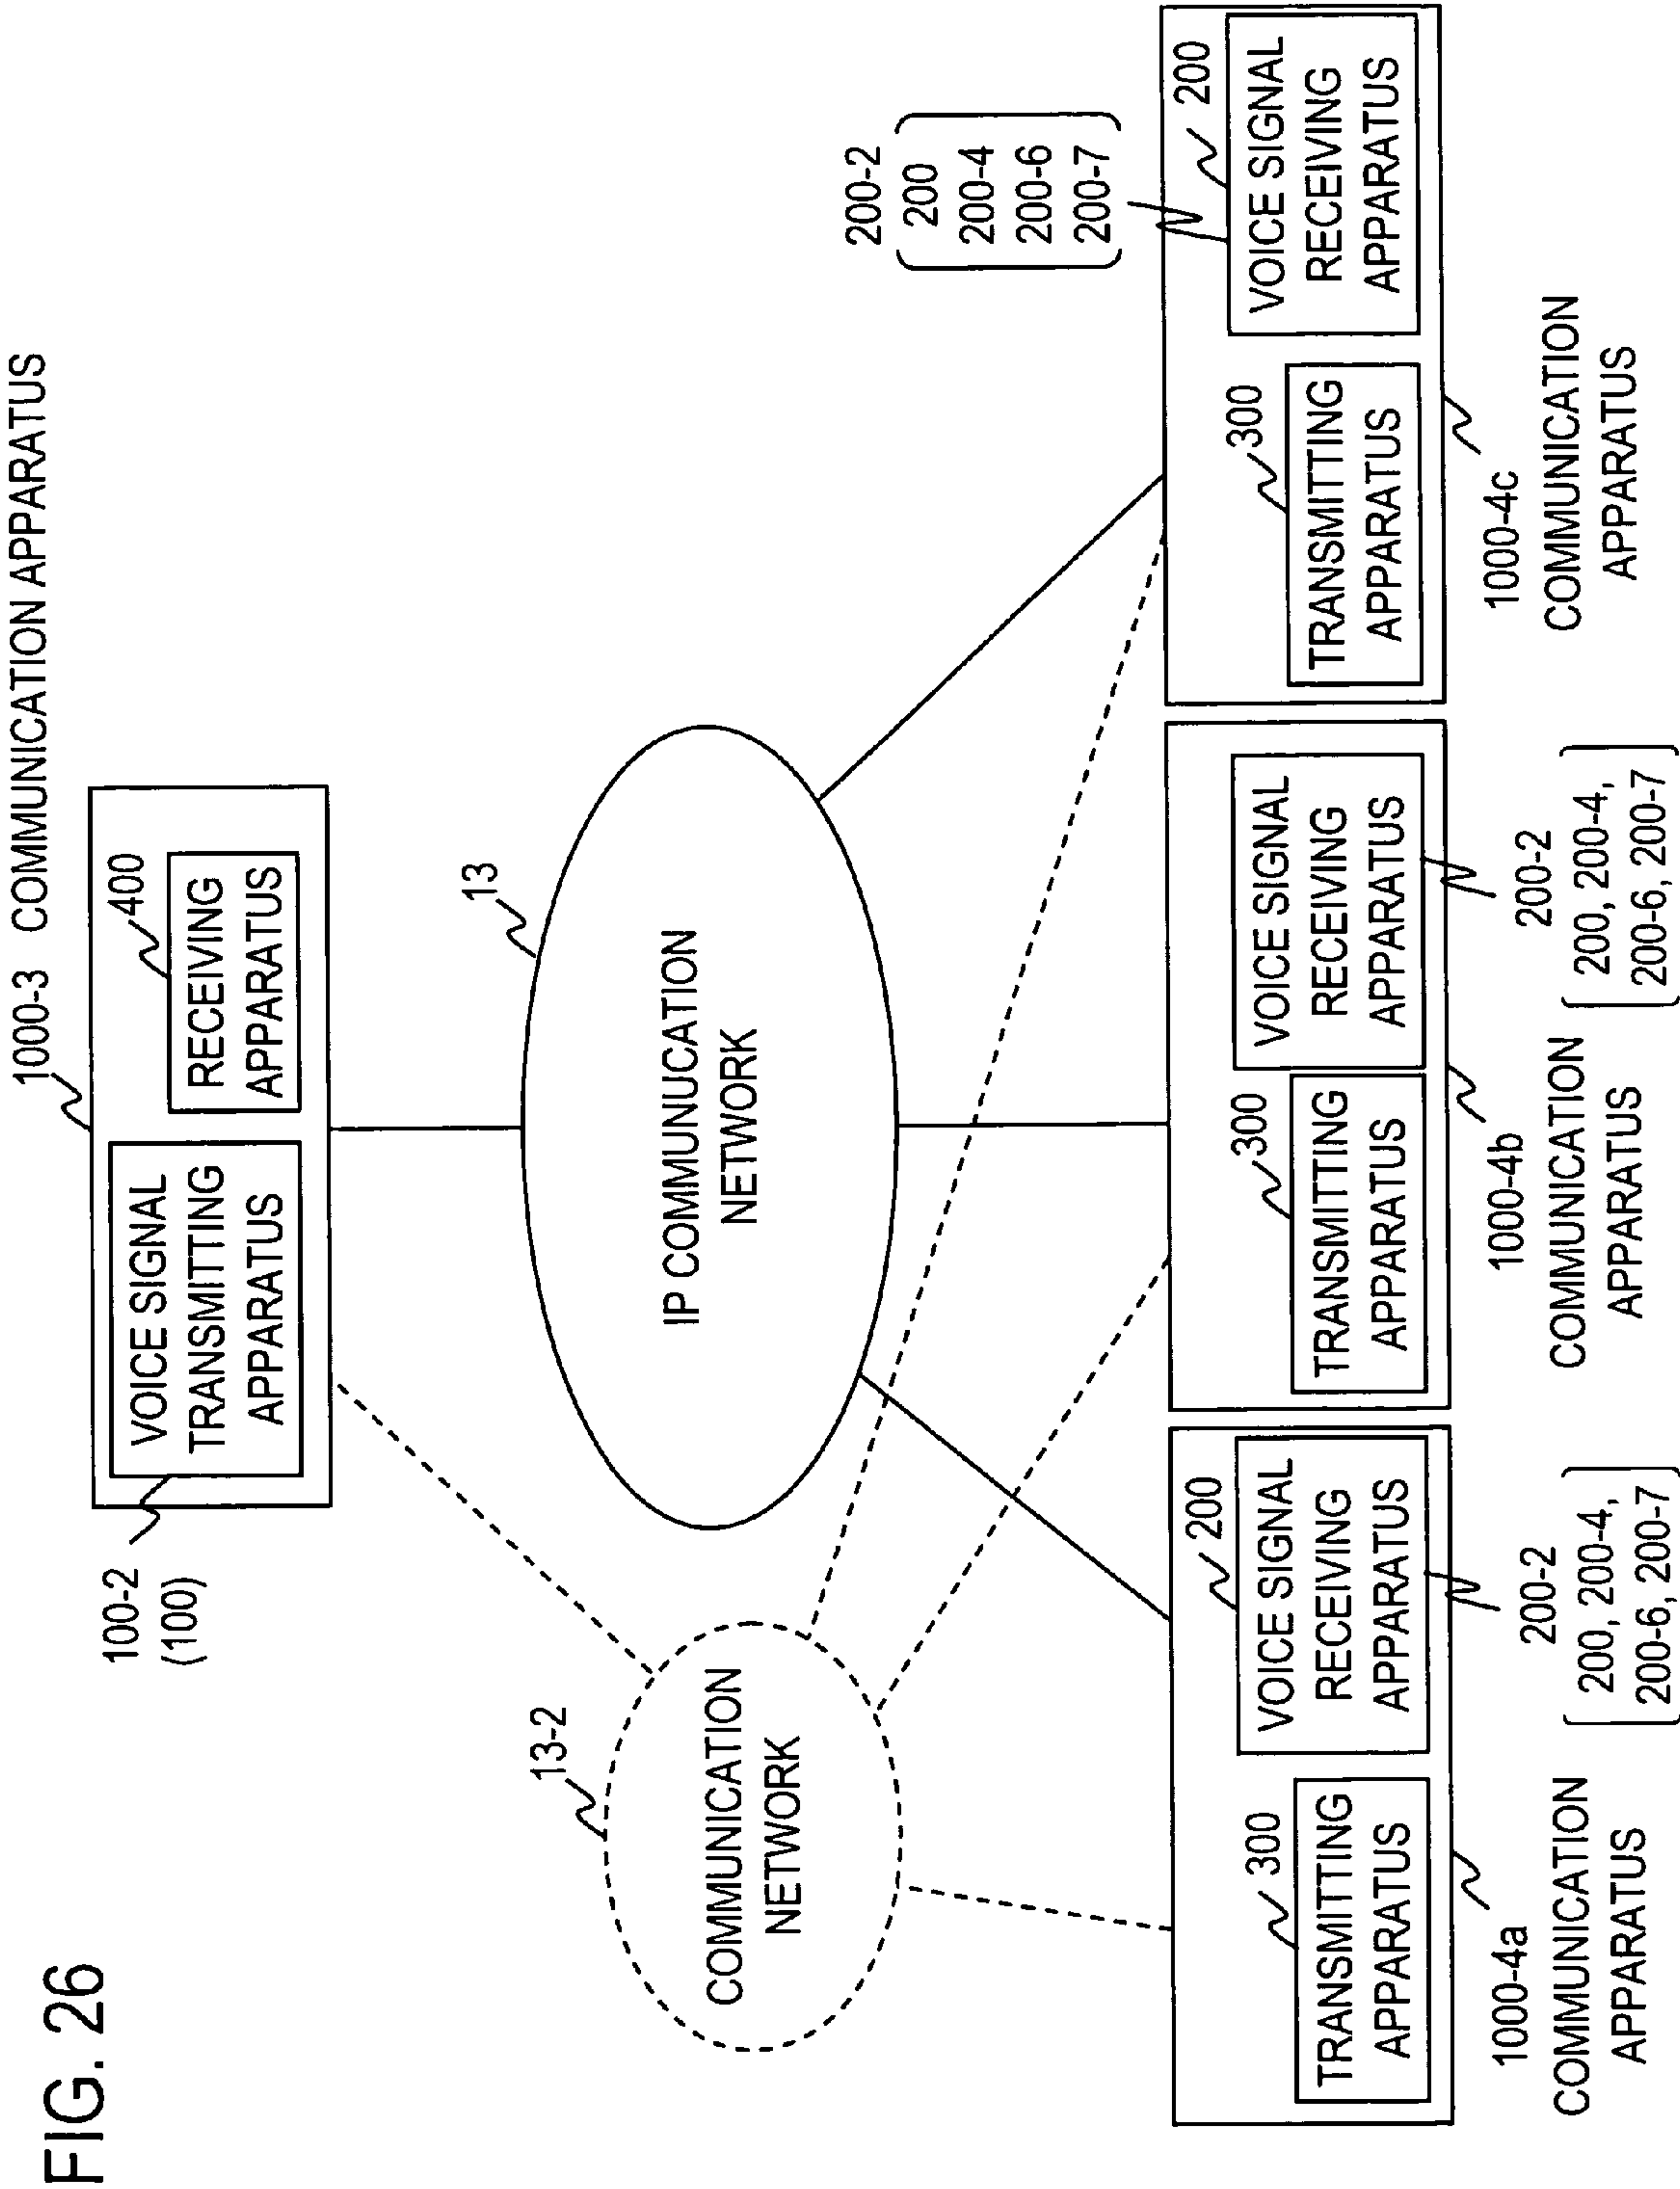 FIG. 26
1000-3 COMMUNICATION APPARATUS
100-2
(100)
VOICE SIGNAL
TRANSMITTING
APPARATUS
400
RECEIVING
APPARATUS
13
IP COMMUNUCATION
NETWORK
13-2
COMMUNICATION
NETWORK
300
TRANSMITTING
APPARATUS
200
VOICE SIGNAL
RECEIVING
APPARATUS
1000-4a
COMMUNICATION
APPARATUS
200-2
200, 200-4,
200-6, 200-7
300
TRANSMITTING
APPARATUS
VOICE SIGNAL
RECEIVING
APPARATUS
1000-4b
COMMUNICATION
APPARATUS
200-2
200, 200-4,
200-6, 200-7
200-2
200
200-4
200-6
200-7
300
TRANSMITTING
APPARATUS
200
VOICE SIGNAL
RECEIVING
APPARATUS
1000-4c
COMMUNICATION
APPARATUS